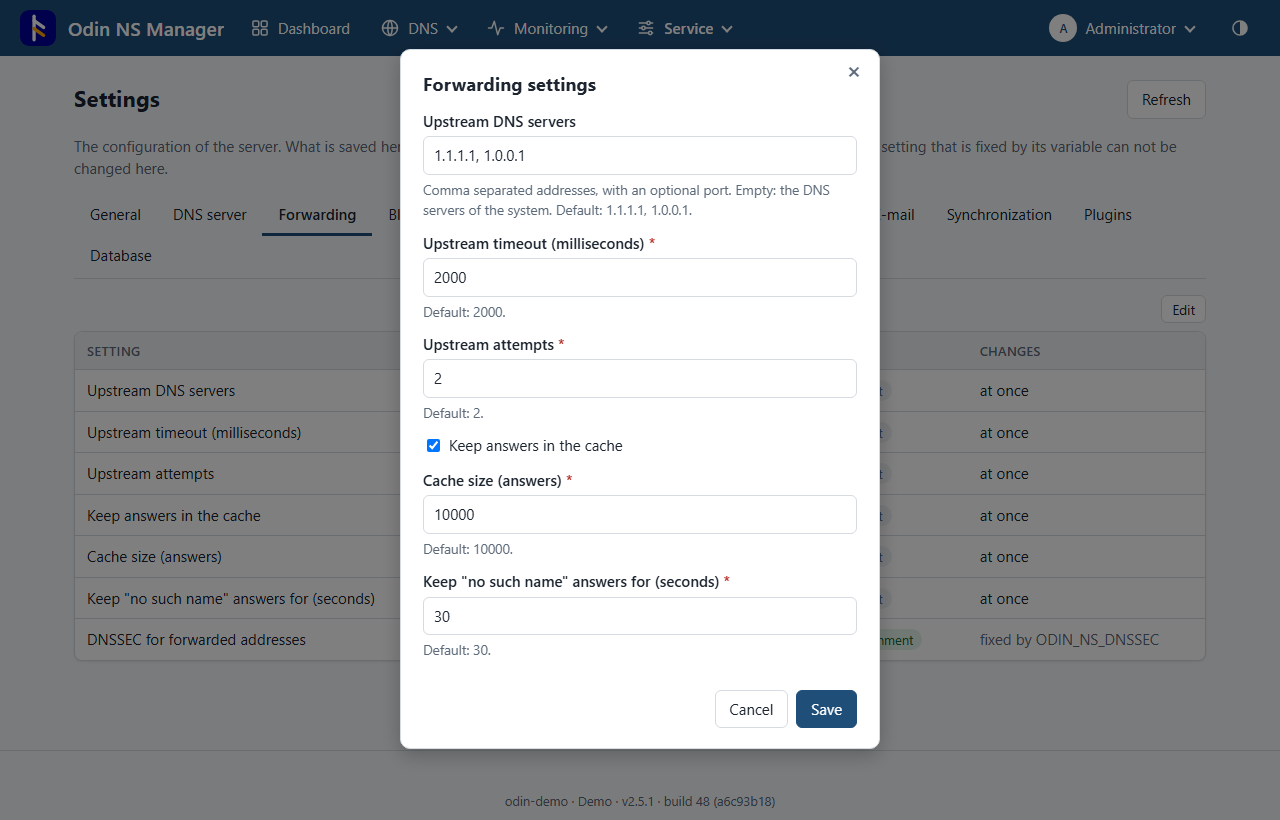 Odin NS Manager
Dashboard
DNS
Monitoring
Service
A
Administrator
Settings
Refresh
The configuration of the server. What is saved
setting that is fixed by its variable can not be
changed here.
General
DNS server
Forwarding
Synchronization
Plugins
Database
Edit
SETTING
CHANGES
Upstream DNS servers
at once
Upstream timeout (milliseconds)
at once
Upstream attempts
at once
Keep answers in the cache
at once
Cache size (answers)
at once
Keep "no such name" answers for (seconds)
at once
DNSSEC for forwarded addresses
fixed by ODIN_NS_DNSSEC
Forwarding settings
Upstream DNS servers
1.1.1.1, 1.0.0.1
Comma separated addresses, with an optional port. Empty: the DNS
servers of the system. Default: 1.1.1.1, 1.0.0.1.
Upstream timeout (milliseconds) *
2000
Default: 2000.
Upstream attempts *
2
Default: 2.
Keep answers in the cache
Cache size (answers) *
10000
Default: 10000.
Keep "no such name" answers for (seconds) *
30
Default: 30.
Cancel
Save
odin-demo · Demo · v2.5.1 · build 48 (a6c93b18)